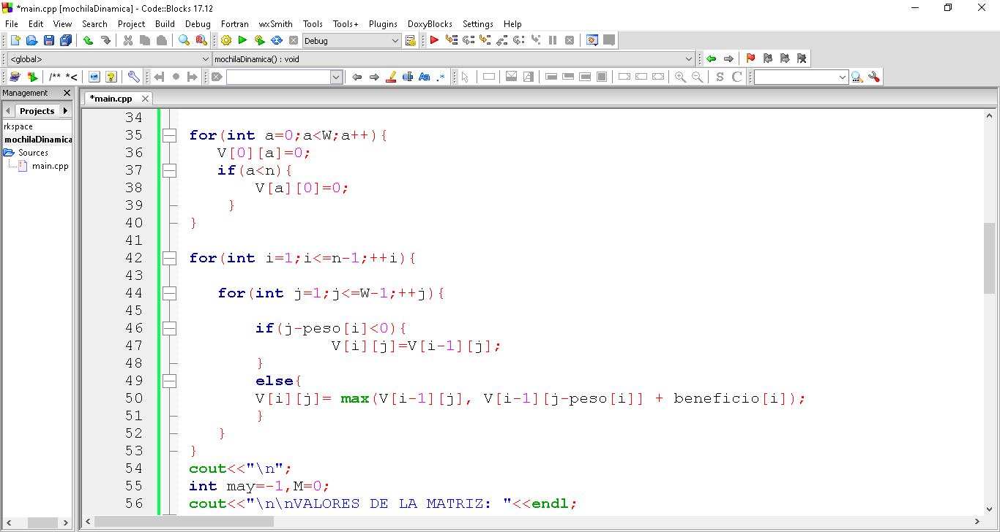 *main.cpp [mochilaDinamica] - Code::Blocks 17.12
File Edit View Search Project Build Debug Fortran wxSmith Tools Tools+ Plugins DoxyBlocks Settings Help
Debug
<global> mochilaDinamica() : void
/** *<
Aa .*
S C
Management
*main.cpp
Projects
rkspace
mochilaDinamica
Sources
main.cpp
34
35 for(int a=0;a<W;a++){
36 V[0][a]=0;
37 if(a<n){
38 V[a][0]=0;
39 }
40 }
41
42 for(int i=1;i<=n-1;++i){
43
44 for(int j=1;j<=W-1;++j){
45
46 if(j-peso[i]<0){
47 V[i][j]=V[i-1][j];
48 }
49 else{
50 V[i][j]= max(V[i-1][j], V[i-1][j-peso[i]] + beneficio[i]);
51 }
52 }
53 }
54 cout<<"\n";
55 int may=-1,M=0;
56 cout<<"\n\nVALORES DE LA MATRIZ: "<<endl;